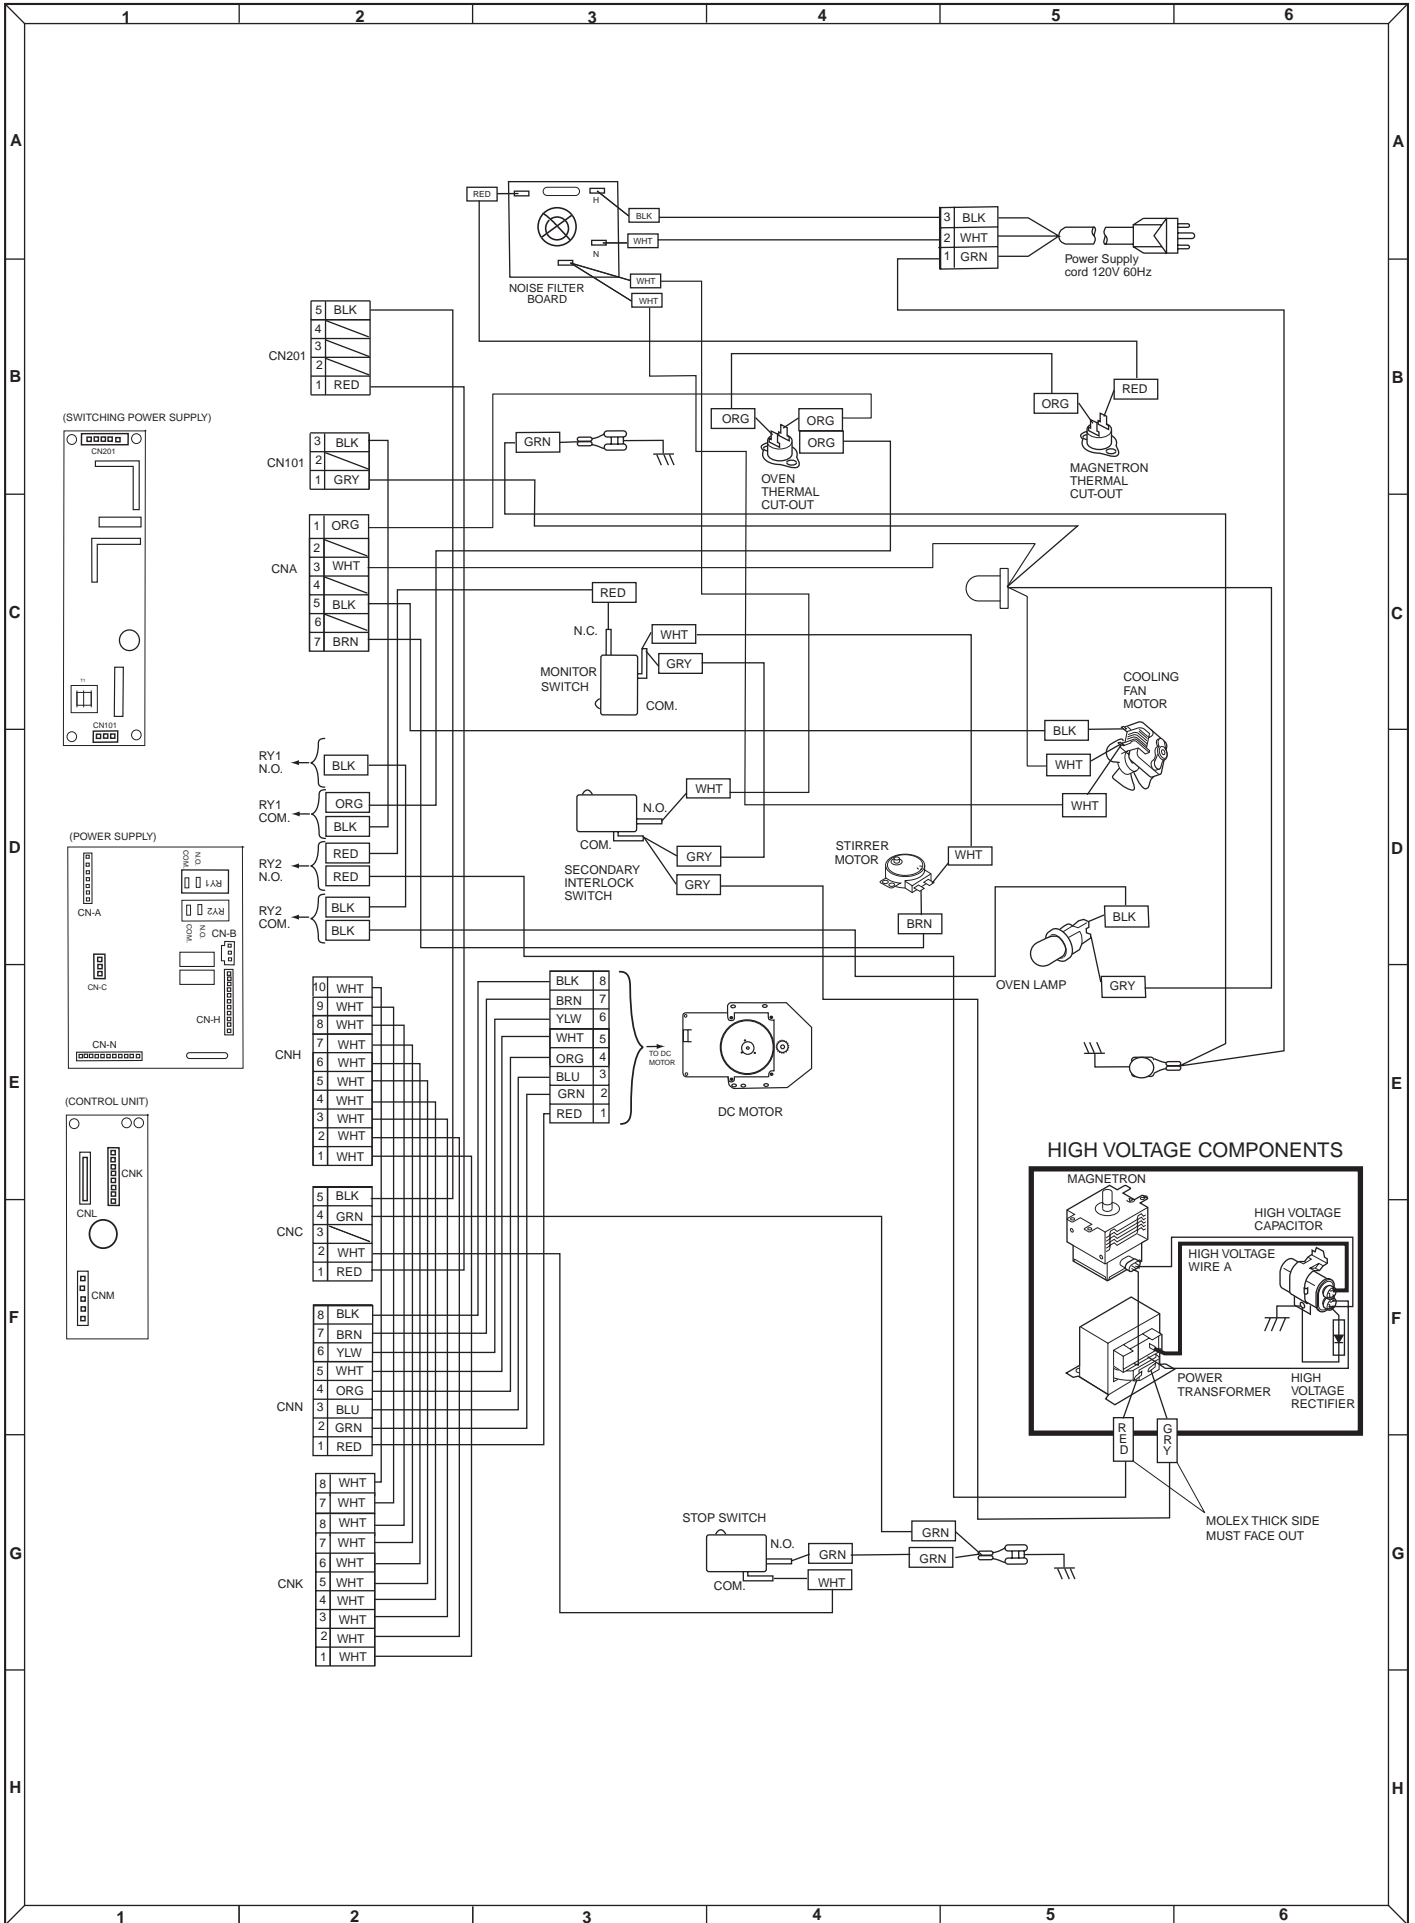 1 2 3 4 5 6
A A
RED
H
BLK
WHT
N
WHT
WHT
NOISE FILTER
BOARD
3 BLK
2 WHT
1 GRN
Power Supply
cord 120V 60Hz
B B
CN201
5 BLK
4
3
2
1 RED
(SWITCHING POWER SUPPLY)
CN201
T1
CN101
CN101
3 BLK
2
1 GRY
GRN
ORG
ORG
ORG
OVEN
THERMAL
CUT-OUT
ORG
RED
MAGNETRON
THERMAL
CUT-OUT
C C
CNA
1 ORG
2
3 WHT
4
5 BLK
6
7 BRN
RED
N.C.
WHT
GRY
MONITOR
SWITCH
COM.
COOLING
FAN
MOTOR
BLK
WHT
WHT
D D
RY1
N.O.
BLK
RY1
COM.
ORG
BLK
RY2
N.O.
RED
RED
RY2
COM.
BLK
BLK
(POWER SUPPLY)
COM.
N.O.
RY1
RY2
COM.
N.O.
CN-A
CN-B
CN-C
CN-H
CN-N
WHT
N.O.
COM.
GRY
GRY
SECONDARY
INTERLOCK
SWITCH
STIRRER
MOTOR
WHT
BRN
BLK
OVEN LAMP
GRY
E E
CNH
10 WHT
9 WHT
8 WHT
7 WHT
6 WHT
5 WHT
4 WHT
3 WHT
2 WHT
1 WHT
BLK 8
BRN 7
YLW 6
WHT 5
ORG 4
BLU 3
GRN 2
RED 1
TO DC
MOTOR
DC MOTOR
(CONTROL UNIT)
CNK
CNL
CNM
F F
CNC
5 BLK
4 GRN
3
2 WHT
1 RED
HIGH VOLTAGE COMPONENTS
MAGNETRON
HIGH VOLTAGE
CAPACITOR
HIGH VOLTAGE
WIRE A
POWER
TRANSFORMER
HIGH
VOLTAGE
RECTIFIER
RED
GRY
CNN
8 BLK
7 BRN
6 YLW
5 WHT
4 ORG
3 BLU
2 GRN
1 RED
G G
CNK
8 WHT
7 WHT
8 WHT
7 WHT
6 WHT
5 WHT
4 WHT
3 WHT
2 WHT
1 WHT
STOP SWITCH
N.O.
COM.
GRN
WHT
GRN
GRN
MOLEX THICK SIDE
MUST FACE OUT
H H
1 2 3 4 5 6